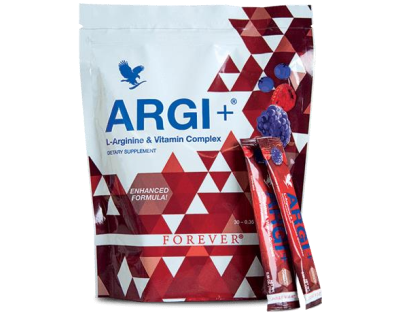 ARGI+®
L-Arginine & Vitamin Complex
DIETARY SUPPLEMENT
ENHANCED
FORMULA!
FOREVER®